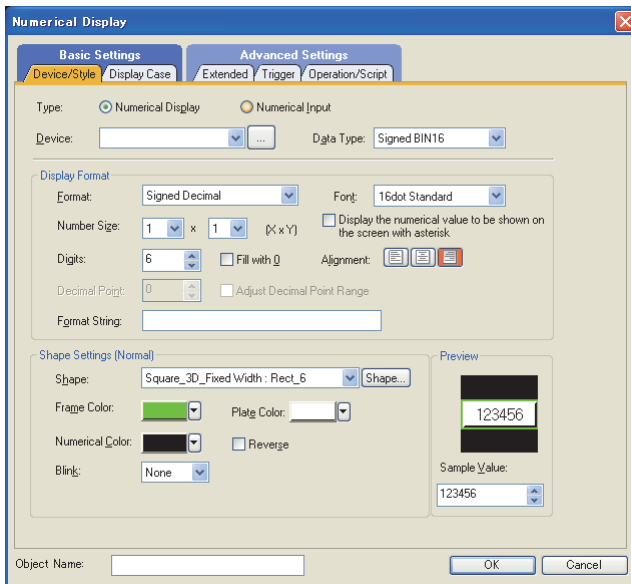 Numerical Display
Basic Settings Advanced Settings
Device/Style Display Case Extended Trigger Operation/Script
Type: Numerical Display Numerical Input
Device: ... Data Type: Signed BIN16
Display Format
Format: Signed Decimal Font: 16dot Standard
Number Size: 1 x 1 (X x Y) Display the numerical value to be shown on
the screen with asterisk
Digits: 6 Fill with 0 Alignment:
Decimal Point: 0 Adjust Decimal Point Range
Format String:
Shape Settings (Normal) Preview
Shape: Square_3D_Fixed Width : Rect_6 Shape...
Frame Color: Plate Color: 123456
Numerical Color: Reverse
Blink: None Sample Value:
123456
Object Name: OK Cancel